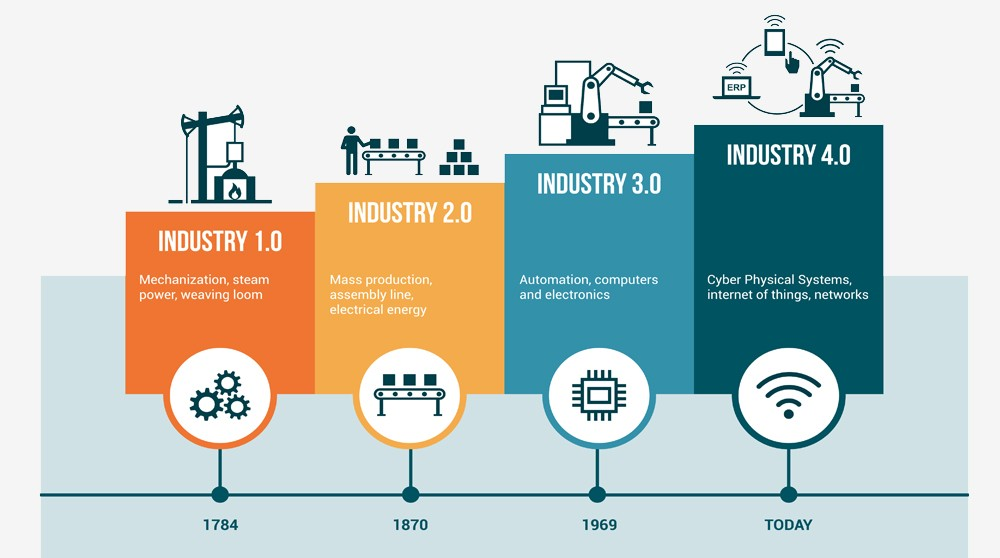 ERP
INDUSTRY 1.0
Mechanization, steam
power, weaving loom
1784
INDUSTRY 2.0
Mass production,
assembly line,
electrical energy
1870
INDUSTRY 3.0
Automation, computers
and electronics
1969
INDUSTRY 4.0
Cyber Physical Systems,
internet of things, networks
TODAY